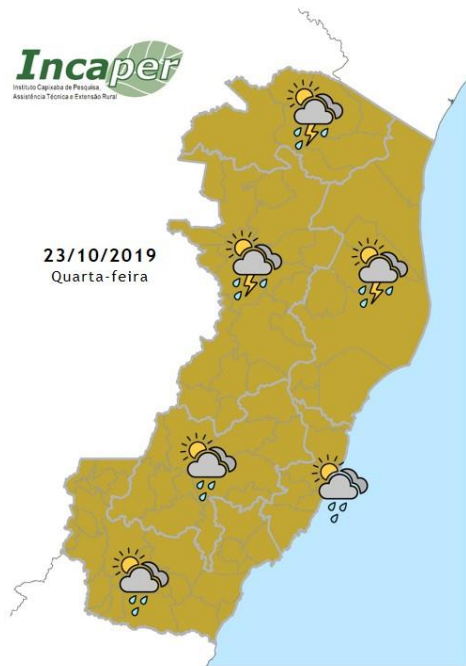 Incaper
Instituto Capixaba de Pesquisa,
Assistência Técnica e Extensão Rural
23/10/2019
Quarta-feira